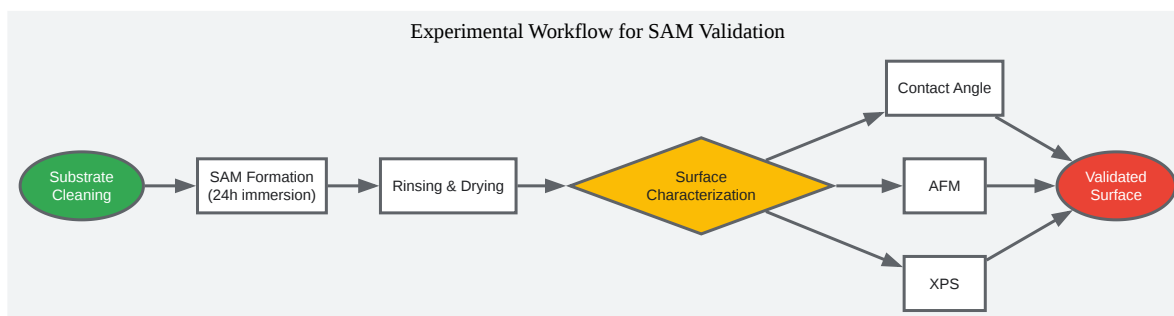 Experimental Workflow for SAM Validation
Substrate
Cleaning
SAM Formation
(24h immersion)
Rinsing & Drying
Surface
Characterization
Contact Angle
AFM
XPS
Validated
Surface